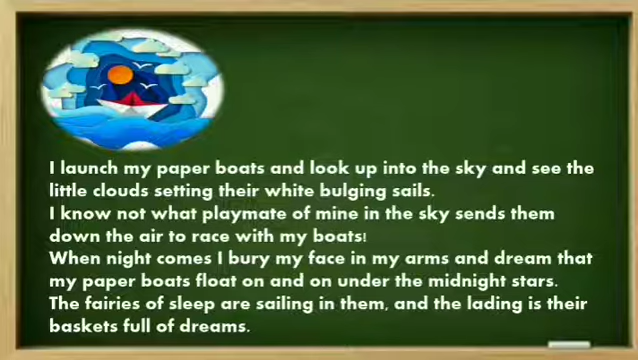 I launch my paper boats and look up into the sky and see the
little clouds setting their white bulging sails.
I know not what playmate of mine in the sky sends them
down the air to race with my boats!
When night comes I bury my face in my arms and dream that
my paper boats float on and on under the midnight stars.
The fairies of sleep are sailing in them, and the lading is their
baskets full of dreams.